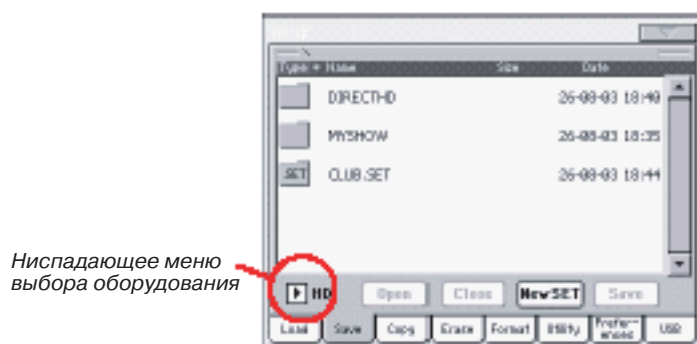 Type Name Size Date
DIRECTHD 26-08-03 18:40
MYSHOW 26-08-03 18:35
SET CLUB.SET 26-08-03 18:44
Ниспадающее меню
выбора оборудования
HD Open Close New SET Save
Load Save Copy Erase Format Utility Prefer-
ences USB